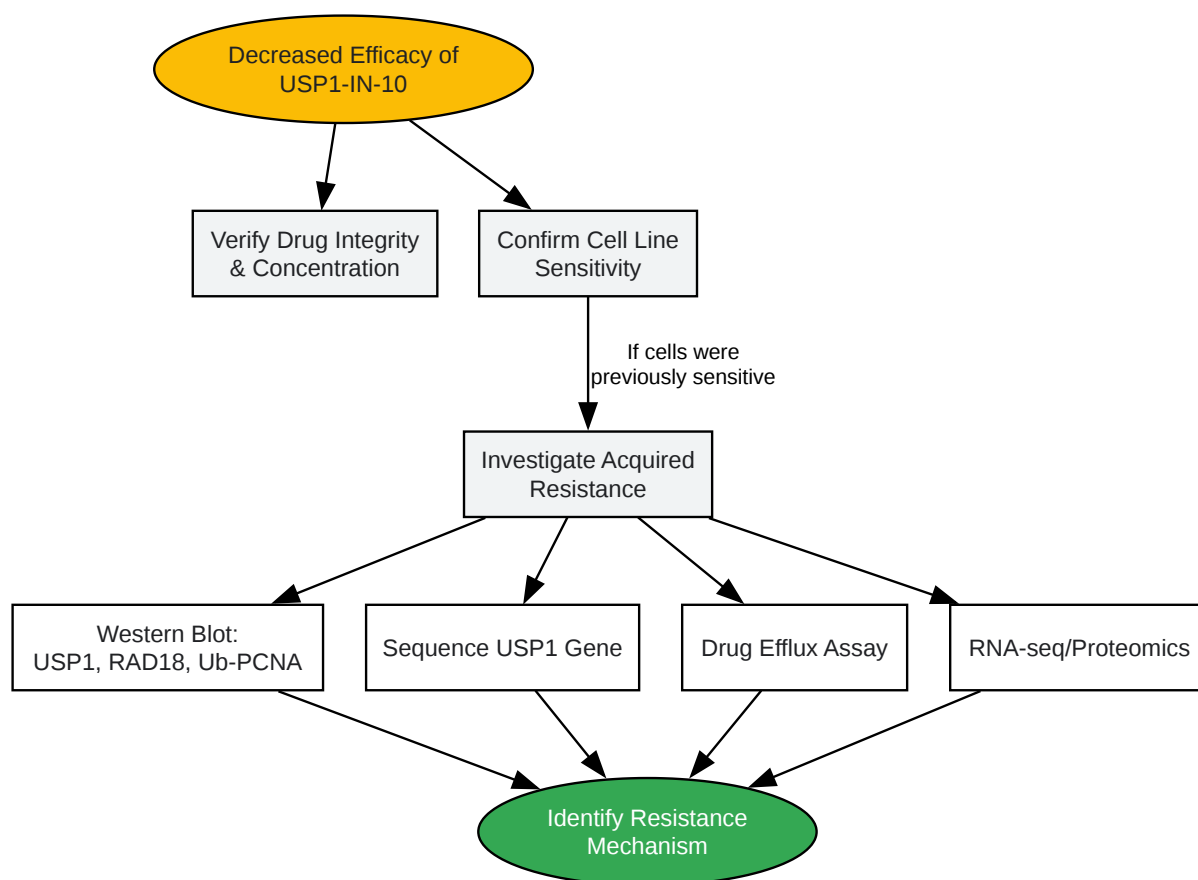 Decreased Efficacy of
USP1-IN-10
Verify Drug Integrity
& Concentration
Confirm Cell Line
Sensitivity
If cells were
previously sensitive
Investigate Acquired
Resistance
Western Blot:
USP1, RAD18, Ub-PCNA
Sequence USP1 Gene
Drug Efflux Assay
RNA-seq/Proteomics
Identify Resistance
Mechanism